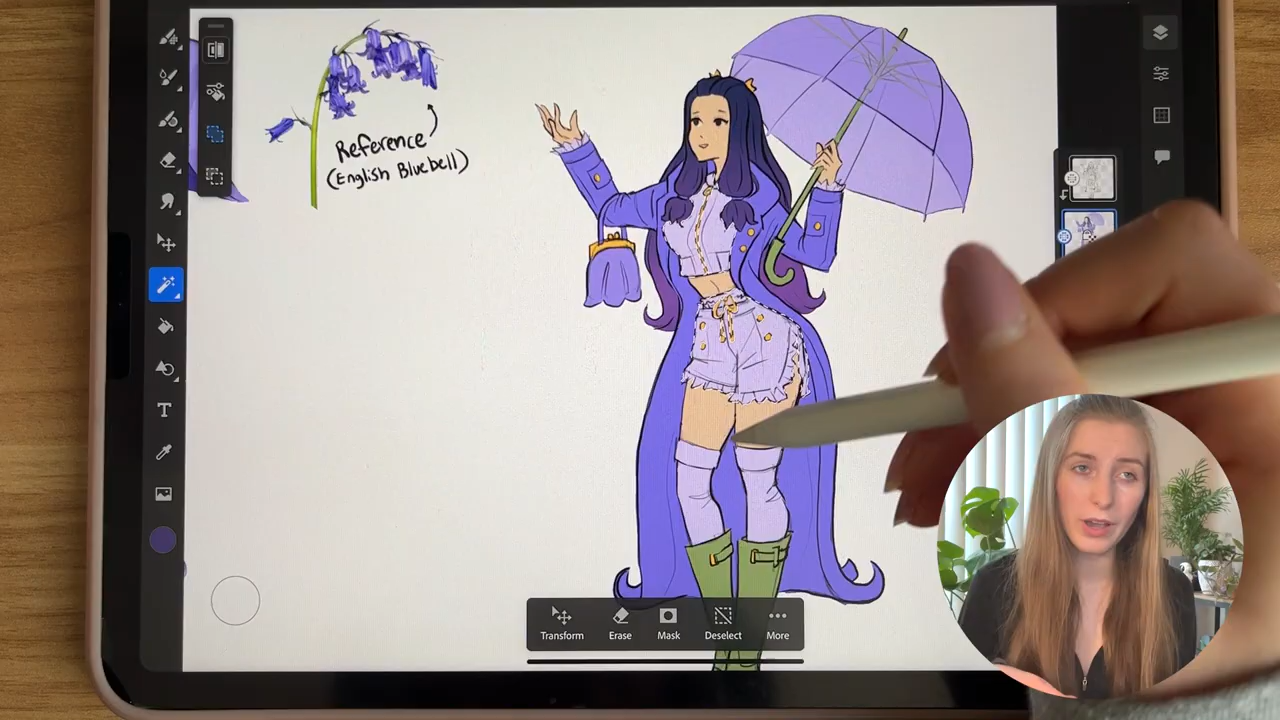 Reference
(English Bluebell)
T
Transform
Erase
Mask
Deselect
More